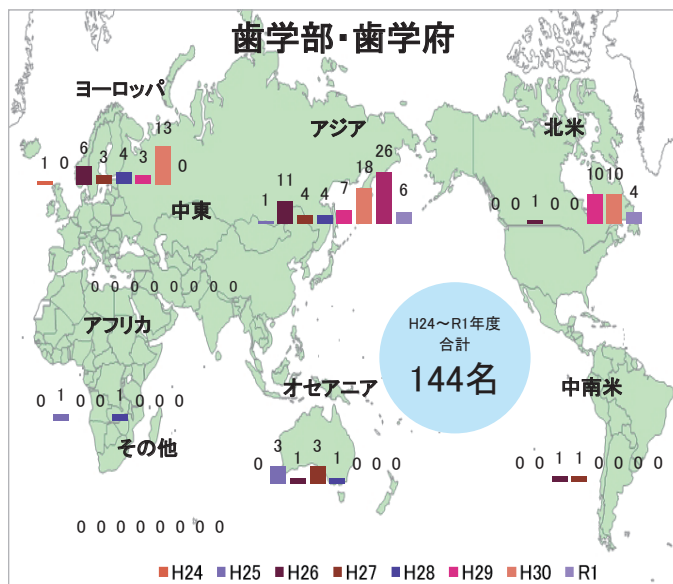 歯学部・歯学府
ヨーロッパ
1 0 6 3 4 3 13 0
アジア
1 11 4 4 7 18 26 6
北米
0 0 1 0 0 10 10 4
中東
0 0 0 0 0 0 0 0
アフリカ
0 1 0 0 1 0 0 0
H24～R1年度
合計
144名
オセアニア
0 3 1 3 1 0 0 0
中南米
0 0 1 1 0 0 0 0
その他
0 0 0 0 0 0 0 0
H24 H25 H26 H27 H28 H29 H30 R1